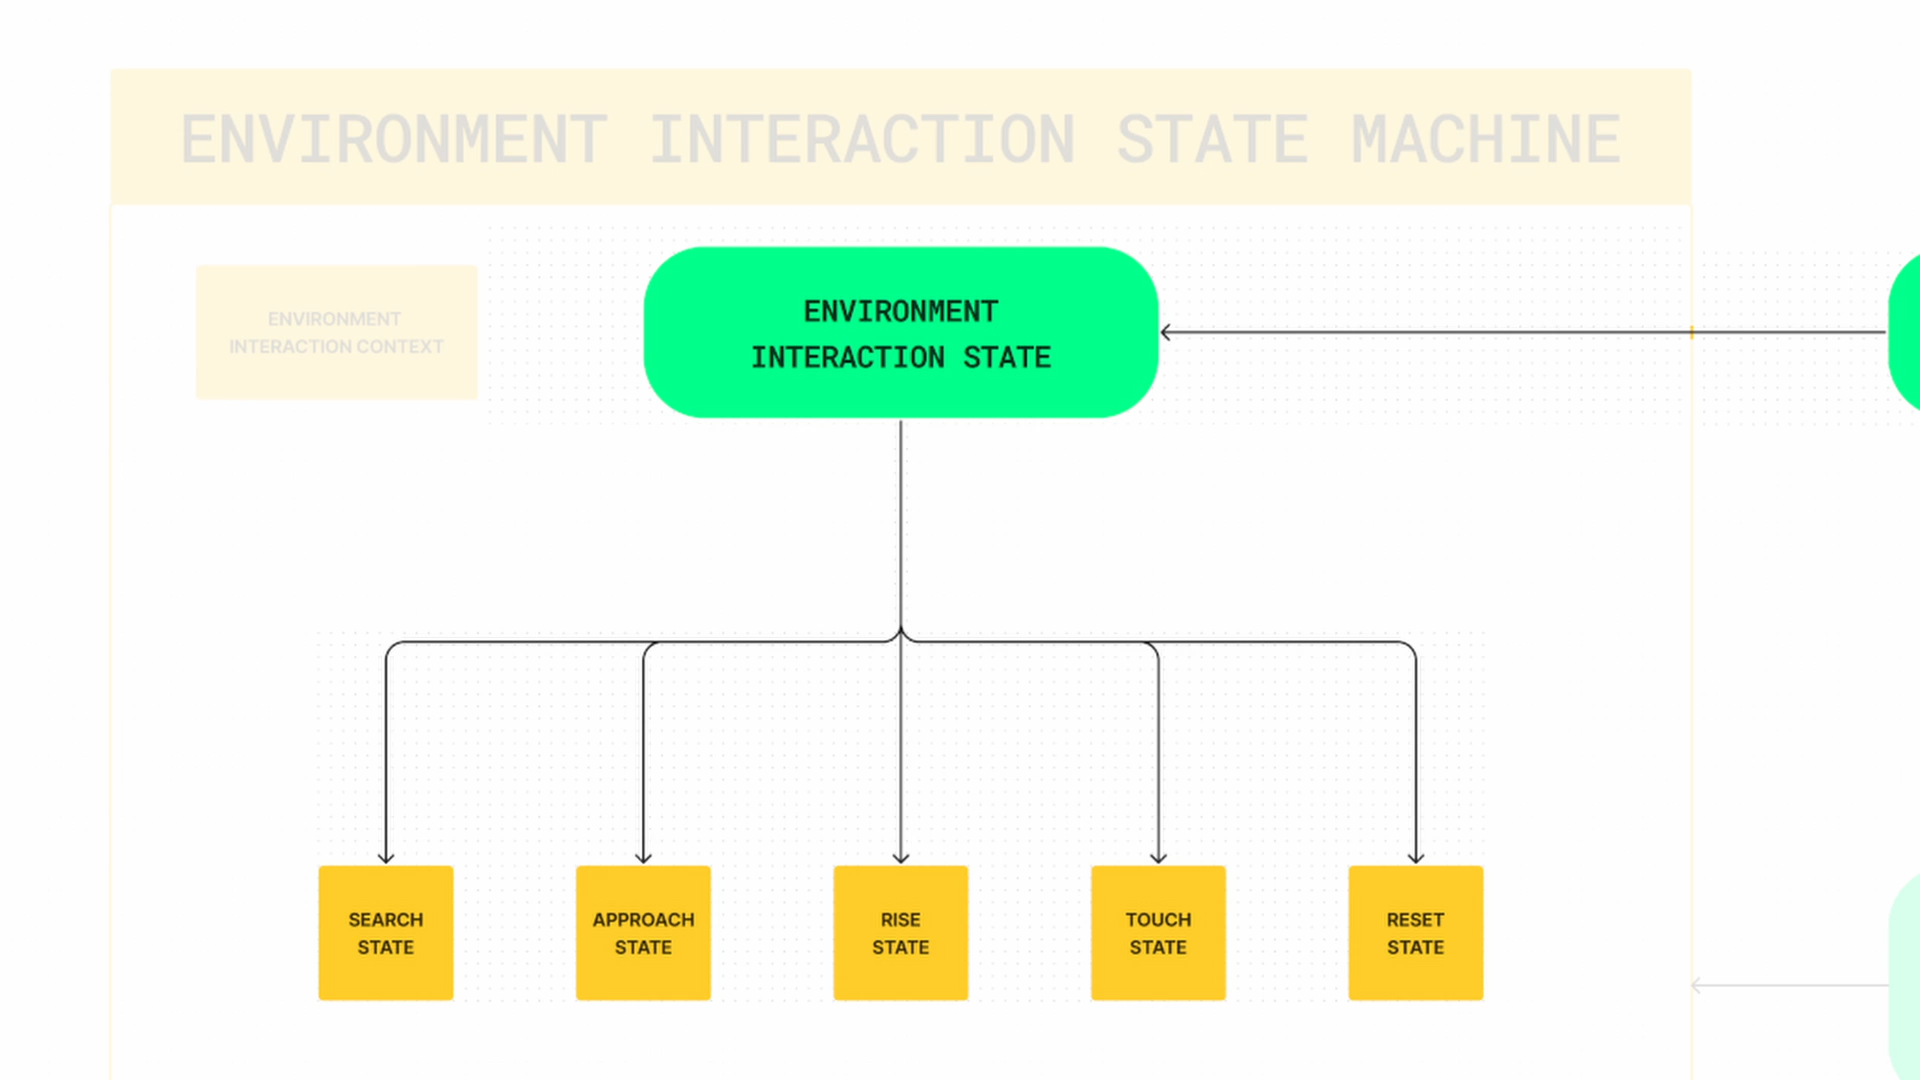 ENVIRONMENT INTERACTION STATE MACHINE
ENVIRONMENT
INTERACTION CONTEXT
ENVIRONMENT
INTERACTION STATE
SEARCH
STATE
APPROACH
STATE
RISE
STATE
TOUCH
STATE
RESET
STATE